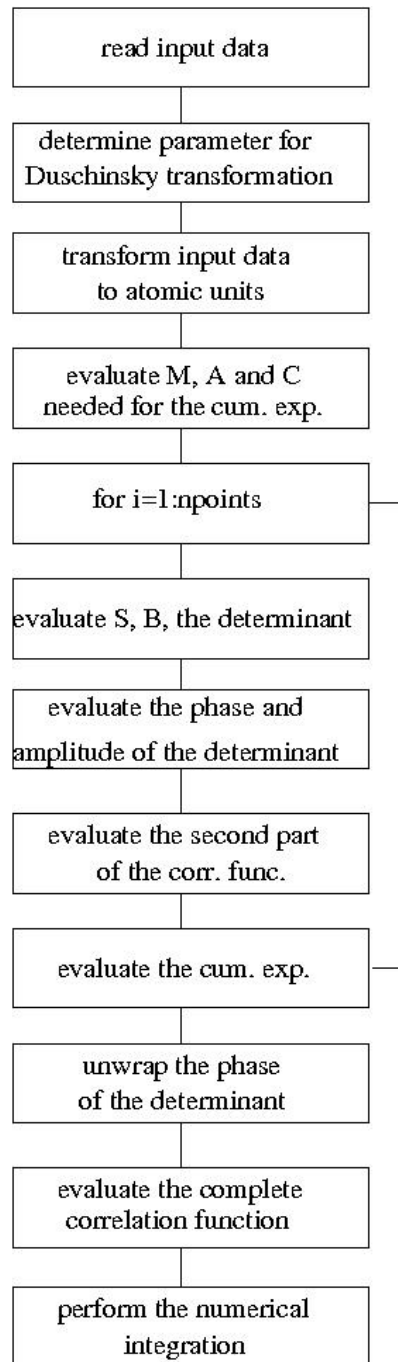 read input data
determine parameter for
Duschinsky transformation
transform input data
to atomic units
evaluate M, A and C
needed for the cum. exp.
for i=1:npoints
evaluate S, B, the determinant
evaluate the phase and
amplitude of the determinant
evaluate the second part
of the corr. func.
evaluate the cum. exp.
unwrap the phase
of the determinant
evaluate the complete
correlation function
perform the numerical
integration